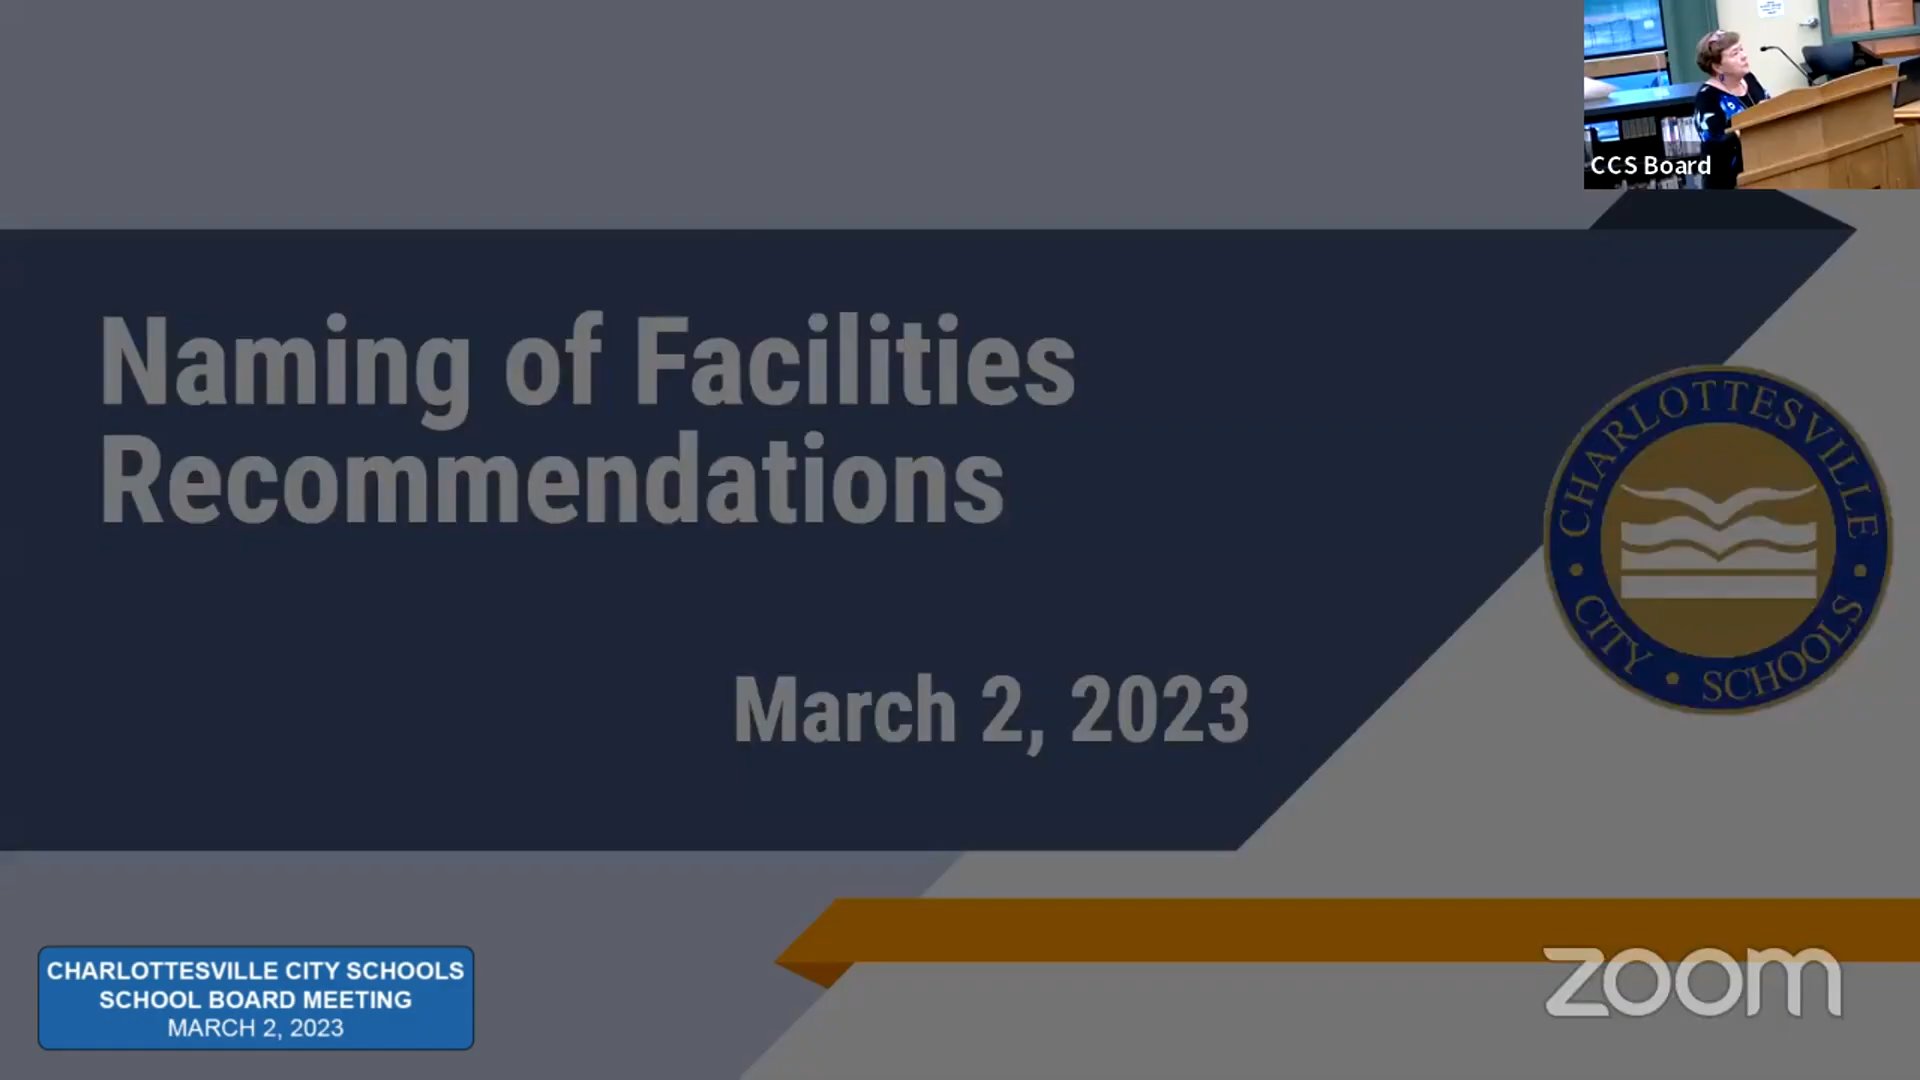 CCS Board
Naming of Facilities
Recommendations
March 2, 2023
CHARLOTTESVILLE
CITY • SCHOOLS
CHARLOTTESVILLE CITY SCHOOLS
SCHOOL BOARD MEETING
MARCH 2, 2023
zoom